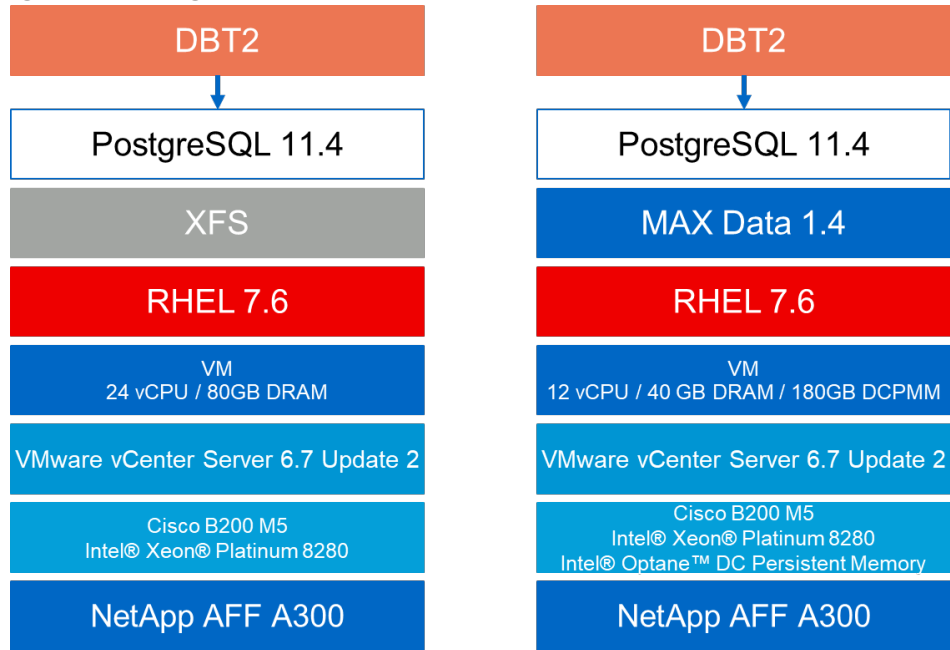 DBT2
PostgreSQL 11.4
XFS
RHEL 7.6
VM
24 vCPU / 80GB DRAM
VMware vCenter Server 6.7 Update 2
Cisco B200 M5
Intel® Xeon® Platinum 8280
NetApp AFF A300
DBT2
PostgreSQL 11.4
MAX Data 1.4
RHEL 7.6
VM
12 vCPU / 40 GB DRAM / 180GB DCPMM
VMware vCenter Server 6.7 Update 2
Cisco B200 M5
Intel® Xeon® Platinum 8280
Intel® Optane™ DC Persistent Memory
NetApp AFF A300